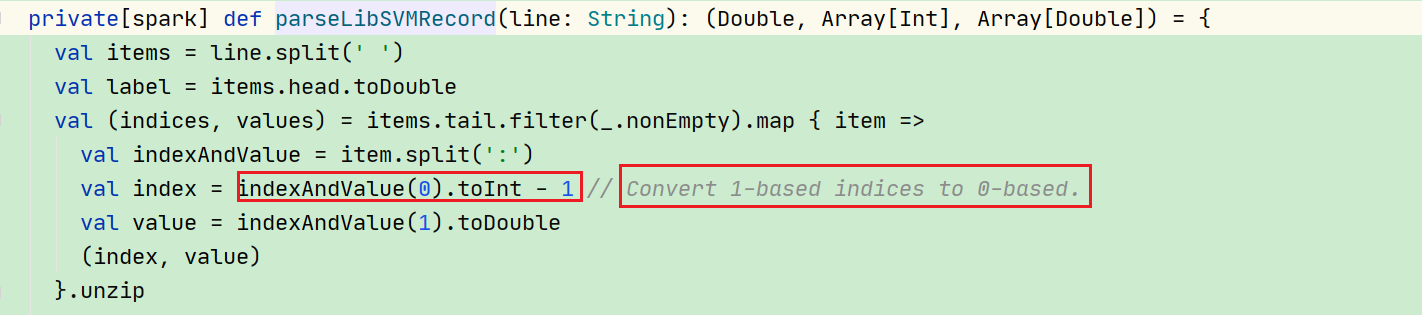 private[spark] def parseLibSVMRecord(line: String): (Double, Array[Int], Array[Double]) = {
  val items = line.split(' ')
  val label = items.head.toDouble
  val (indices, values) = items.tail.filter(_.nonEmpty).map { item =>
    val indexAndValue = item.split(':')
    val index = indexAndValue(0).toInt - 1 // Convert 1-based indices to 0-based.
    val value = indexAndValue(1).toDouble
    (index, value)
  }.unzip